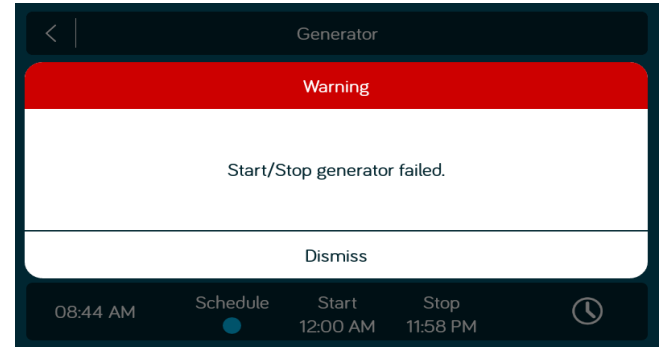 Generator
Warning
Start/Stop generator failed.
Dismiss
08:44 AM Schedule Start Stop
12:00 AM 11:58 PM